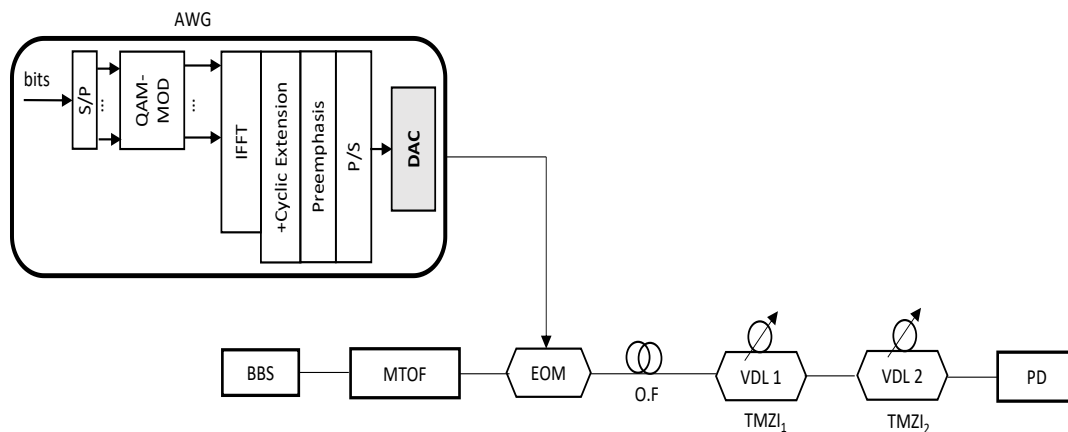 AWG
bits
S/P
...
QAM-
MOD
...
IFFT
+Cyclic Extension
Preemphasis
P/S
DAC
BBS
MTOF
EOM
O.F
VDL 1
TMZI₁
VDL 2
TMZI₂
PD